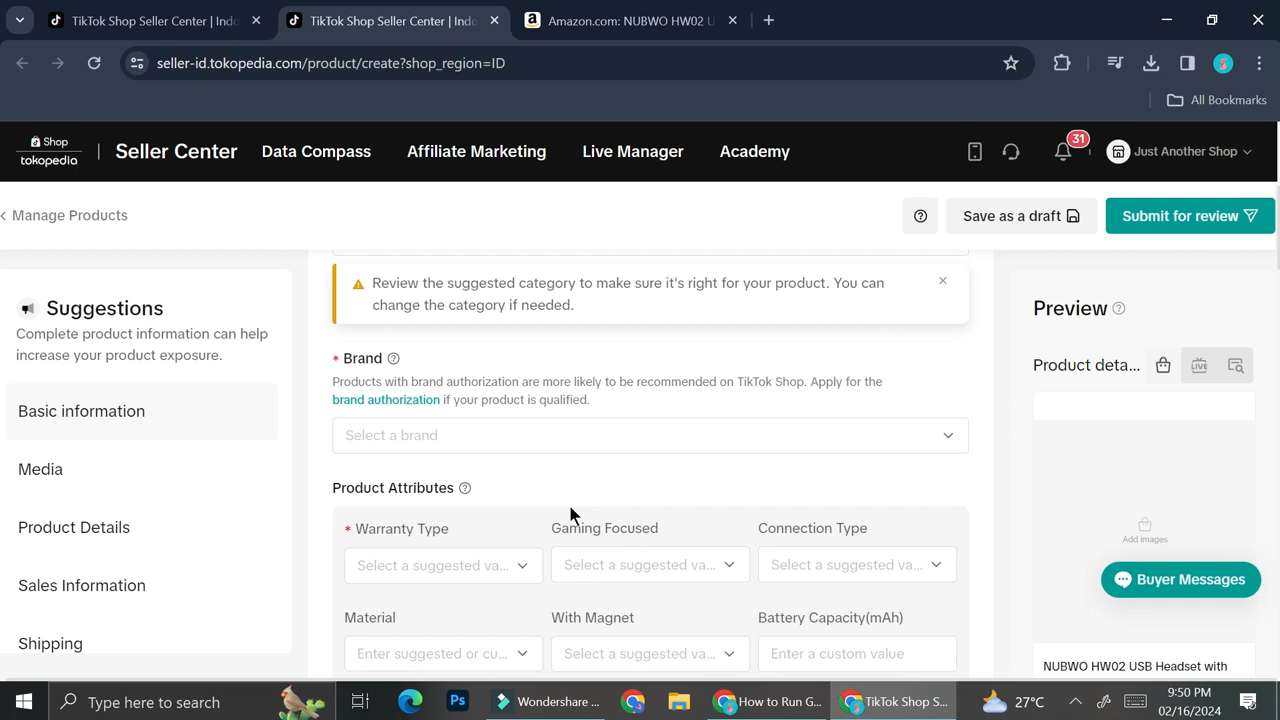 TikTok Shop Seller Center | Indo
TikTok Shop Seller Center | Indo
Amazon.com: NUBWO HW02 U
seller-id.tokopedia.com/product/create?shop_region=ID
All Bookmarks
Shop
tokopedia
Seller Center
Data Compass
Affiliate Marketing
Live Manager
Academy
31
Just Another Shop
Manage Products
Save as a draft
Submit for review
Suggestions
Complete product information can help
increase your product exposure.
Basic information
Media
Product Details
Sales Information
Shipping
Review the suggested category to make sure it's right for your product. You can
change the category if needed.
* Brand
Products with brand authorization are more likely to be recommended on TikTok Shop. Apply for the
brand authorization if your product is qualified.
Select a brand
Product Attributes
* Warranty Type
Gaming Focused
Connection Type
Select a suggested va...
Select a suggested va...
Select a suggested va...
Material
With Magnet
Battery Capacity(mAh)
Enter suggested or cu...
Select a suggested va...
Enter a custom value
Preview
Product deta...
LIVE
Add images
Buyer Messages
NUBWO HW02 USB Headset with
Type here to search
Ps
Wondershare ...
How to Run G...
TikTok Shop S...
27°C
9:50 PM
02/16/2024